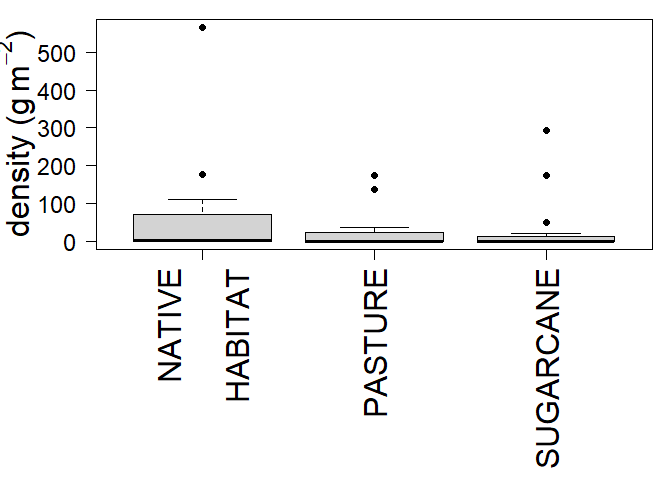 density (g m⁻²)
500
400
300
200
100
0
NATIVE
HABITAT
PASTURE
SUGARCANE